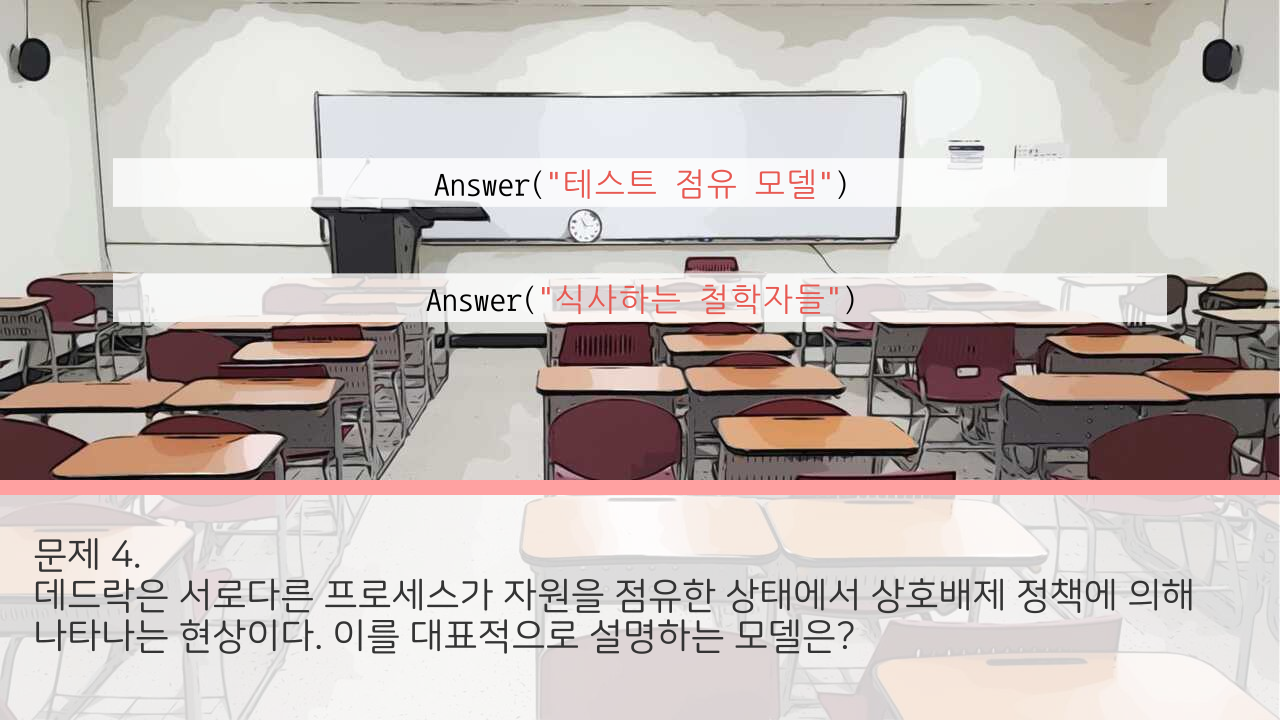 Answer("테스트 점유 모델")
Answer("식사하는 철학자들")
문제 4.
데드락은 서로다른 프로세스가 자원을 점유한 상태에서 상호배제 정책에 의해
나타나는 현상이다. 이를 대표적으로 설명하는 모델은?